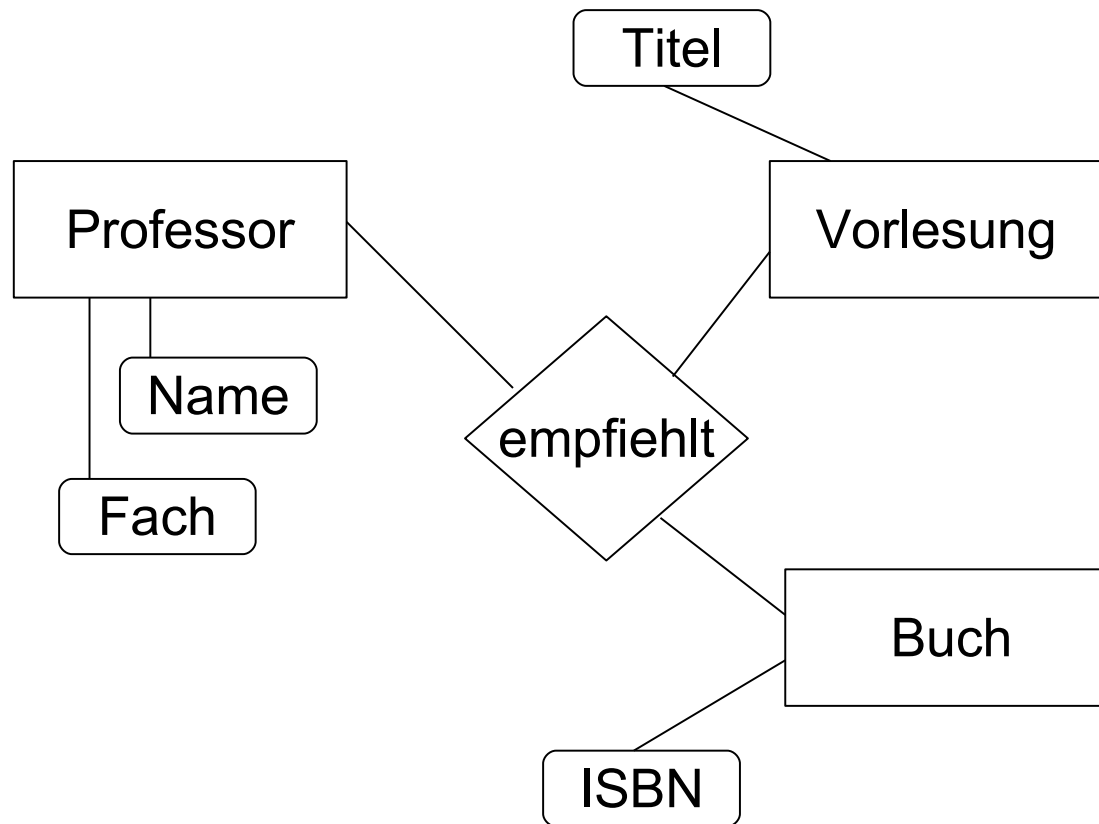 Titel
Professor
Vorlesung
Name
empfiehlt
Fach
Buch
ISBN